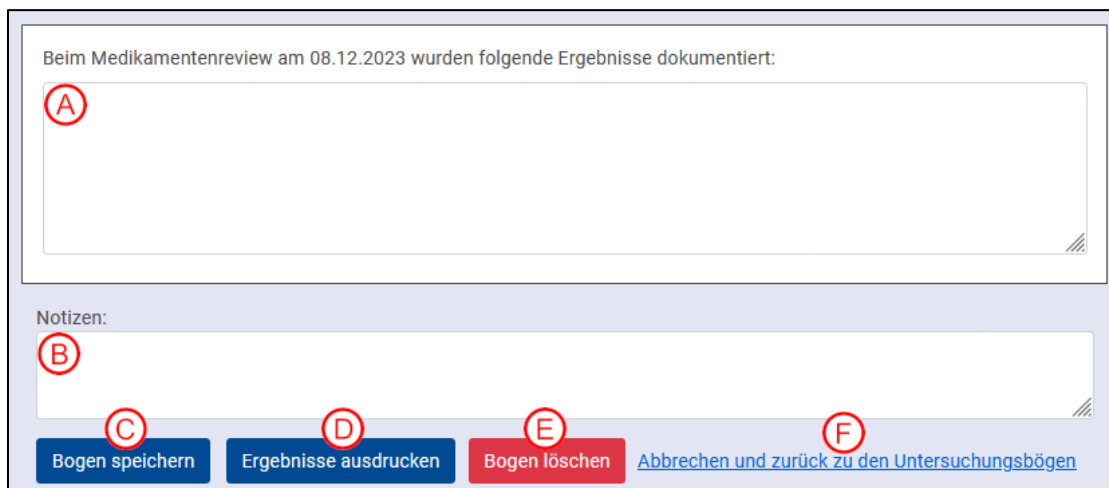 Beim Medikamentenreview am 08.12.2023 wurden folgende Ergebnisse dokumentiert:
A
Notizen:
B
C D E F
Bogen speichern Ergebnisse ausdrucken Bogen löschen Abbrechen und zurück zu den Untersuchungsbögen